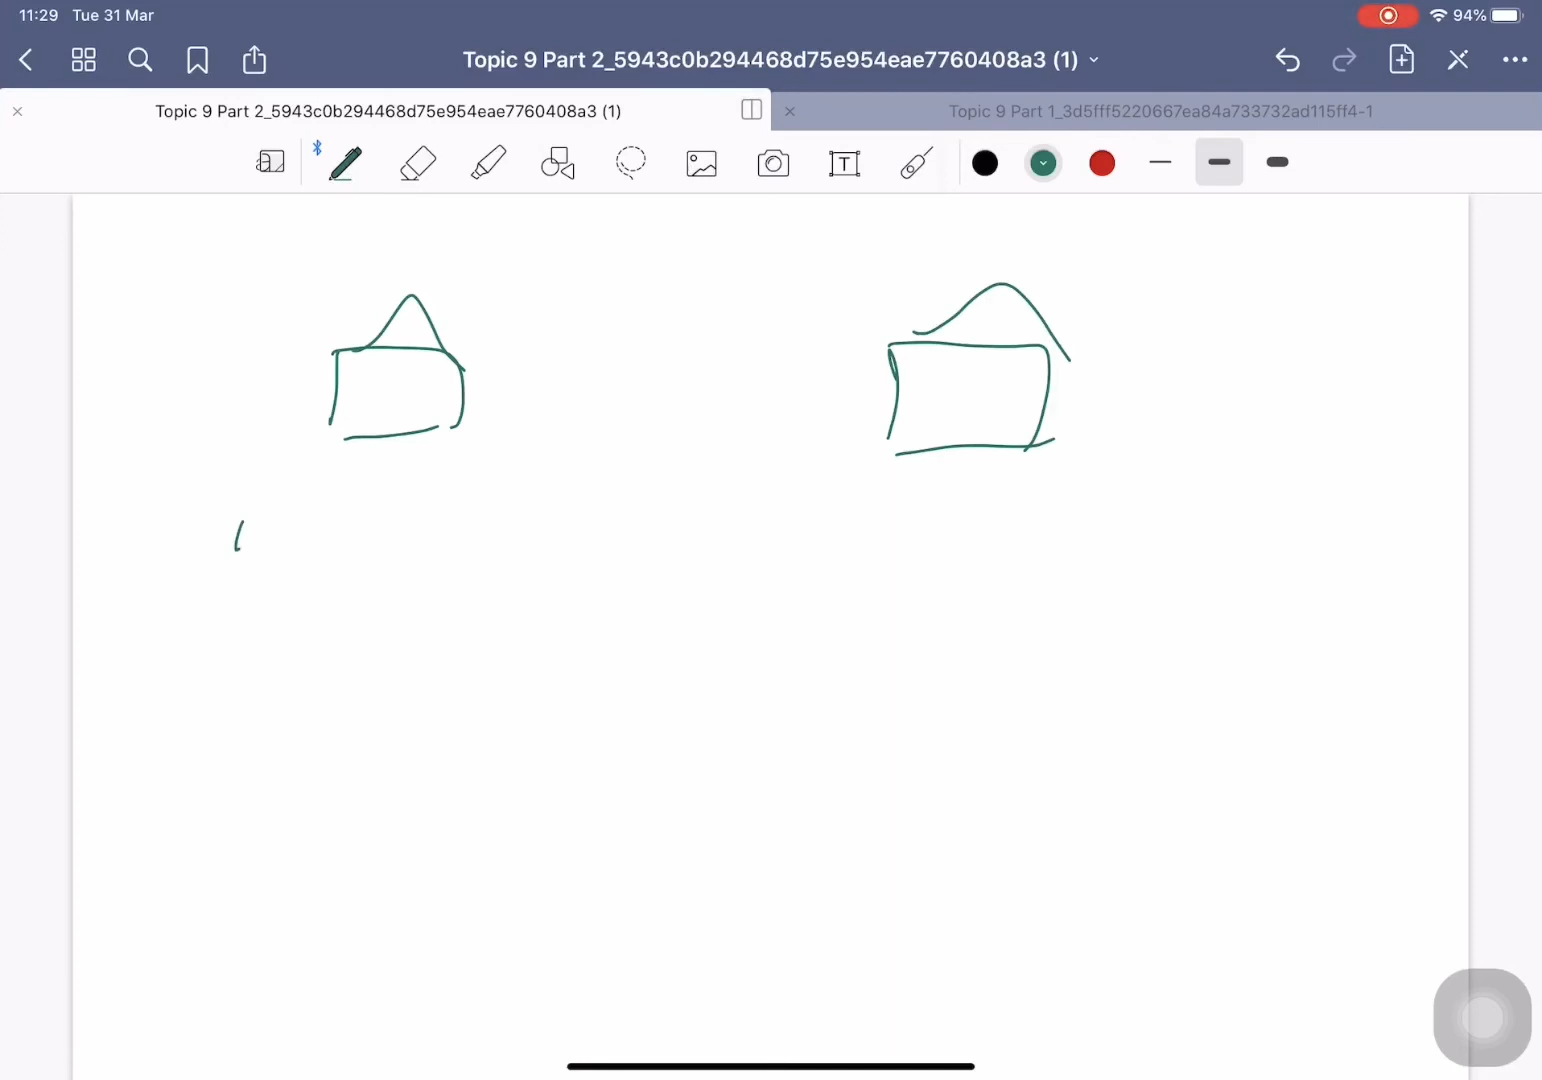 11:29 Tue 31 Mar 94%
Topic 9 Part 2_5943c0b294468d75e954eae7760408a3 (1)
Topic 9 Part 2_5943c0b294468d75e954eae7760408a3 (1) Topic 9 Part 1_3d5fff5220667ea84a733732ad115ff4-1